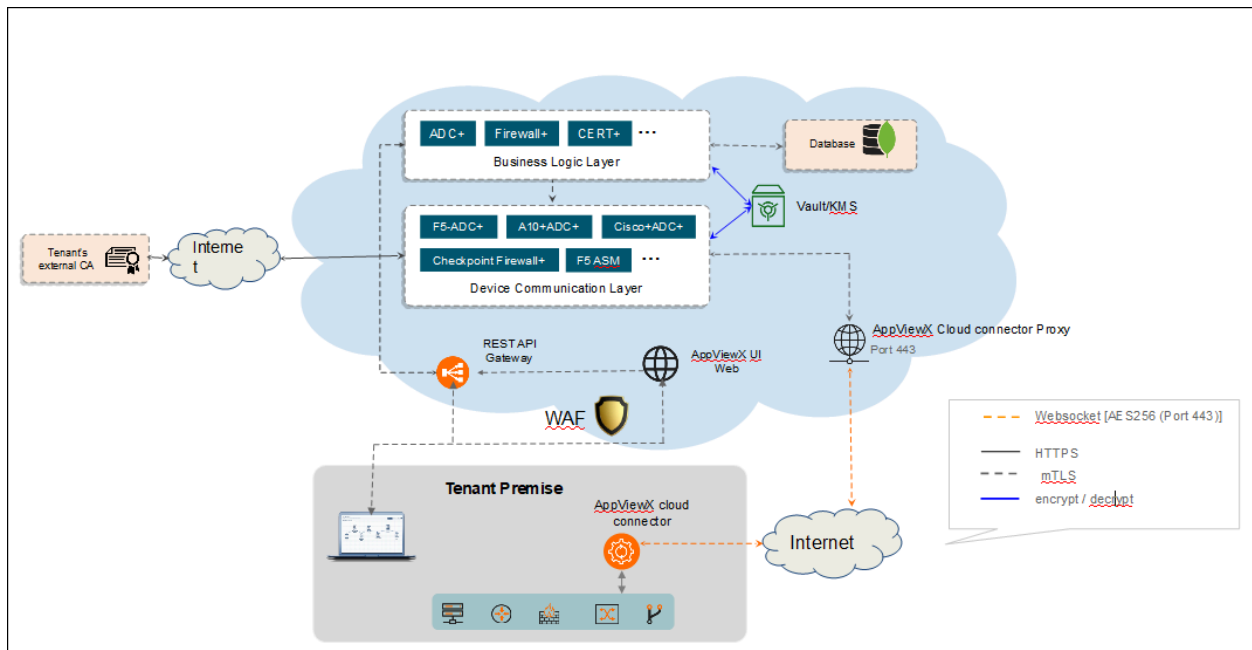 ADC+
Firewall+
CERT+
...
Business Logic Layer
Database
Vault/KMS
F5-ADC+
A10+ADC+
Cisco+ADC+
Checkpoint Firewall+
F5 ASM
...
Device Communication Layer
Tenant's
external CA
Interne
t
REST API
Gateway
AppViewX UI
Web
AppViewX Cloud connector Proxy
Port 443
WAF
Websocket [AES256 (Port 443)]
HTTPS
mTLS
encrypt / decrypt
Tenant Premise
AppViewX cloud
connector
Internet